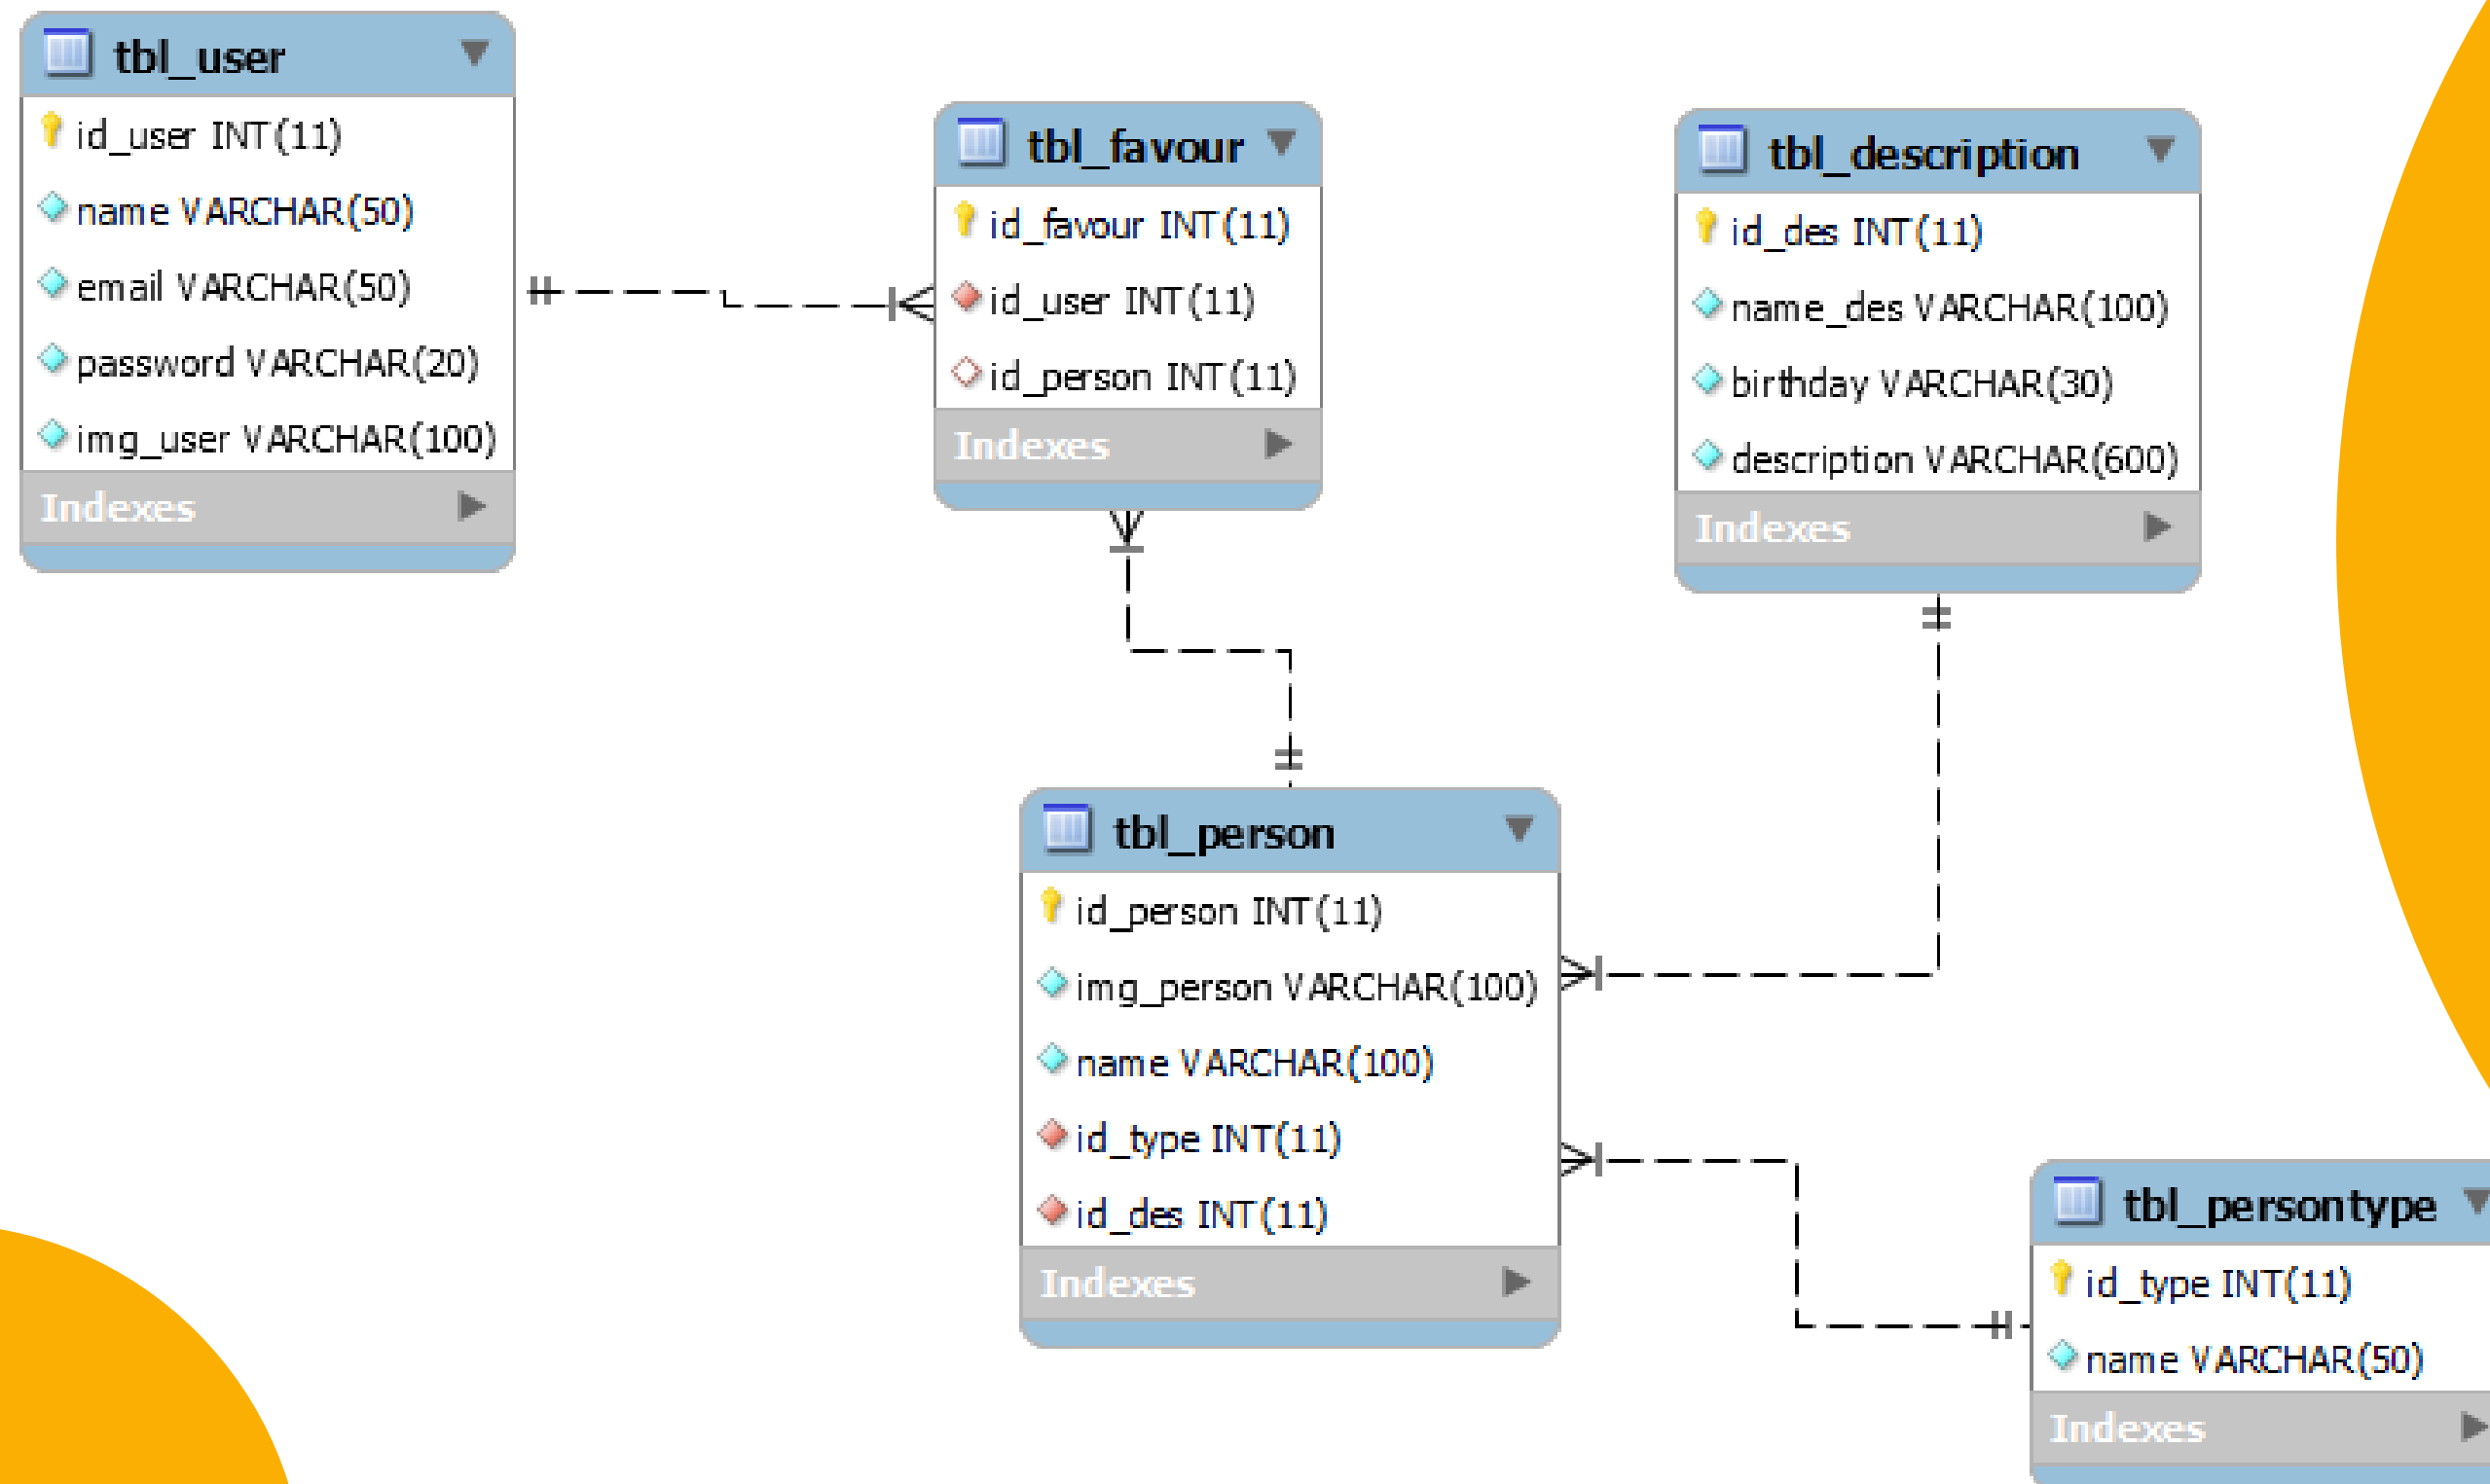 tbl_user
id_user INT(11)
name VARCHAR(50)
email VARCHAR(50)
password VARCHAR(20)
img_user VARCHAR(100)
Indexes
tbl_favour
id_favour INT(11)
id_user INT(11)
id_person INT(11)
Indexes
tbl_description
id_des INT(11)
name_des VARCHAR(100)
birthday VARCHAR(30)
description VARCHAR(600)
Indexes
tbl_person
id_person INT(11)
img_person VARCHAR(100)
name VARCHAR(100)
id_type INT(11)
id_des INT(11)
Indexes
tbl_persontype
id_type INT(11)
name VARCHAR(50)
Indexes